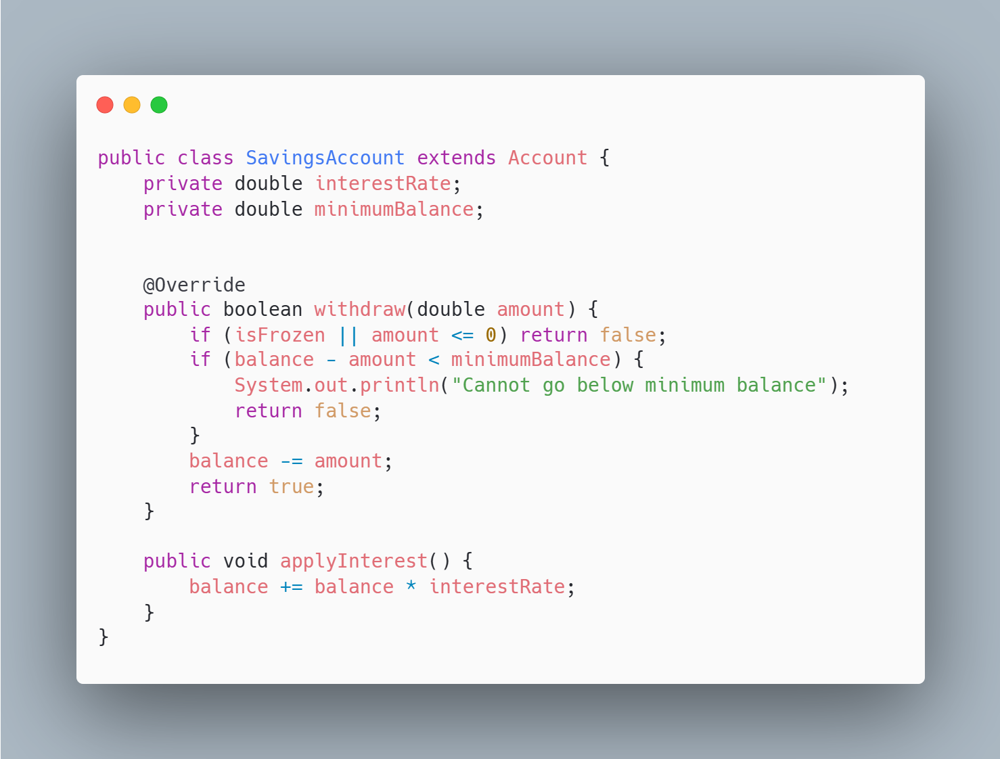 public class SavingsAccount extends Account {
    private double interestRate;
    private double minimumBalance;


    @Override
    public boolean withdraw(double amount) {
        if (isFrozen || amount <= 0) return false;
        if (balance - amount < minimumBalance) {
            System.out.println("Cannot go below minimum balance");
            return false;
        }
        balance -= amount;
        return true;
    }

    public void applyInterest() {
        balance += balance * interestRate;
    }
}